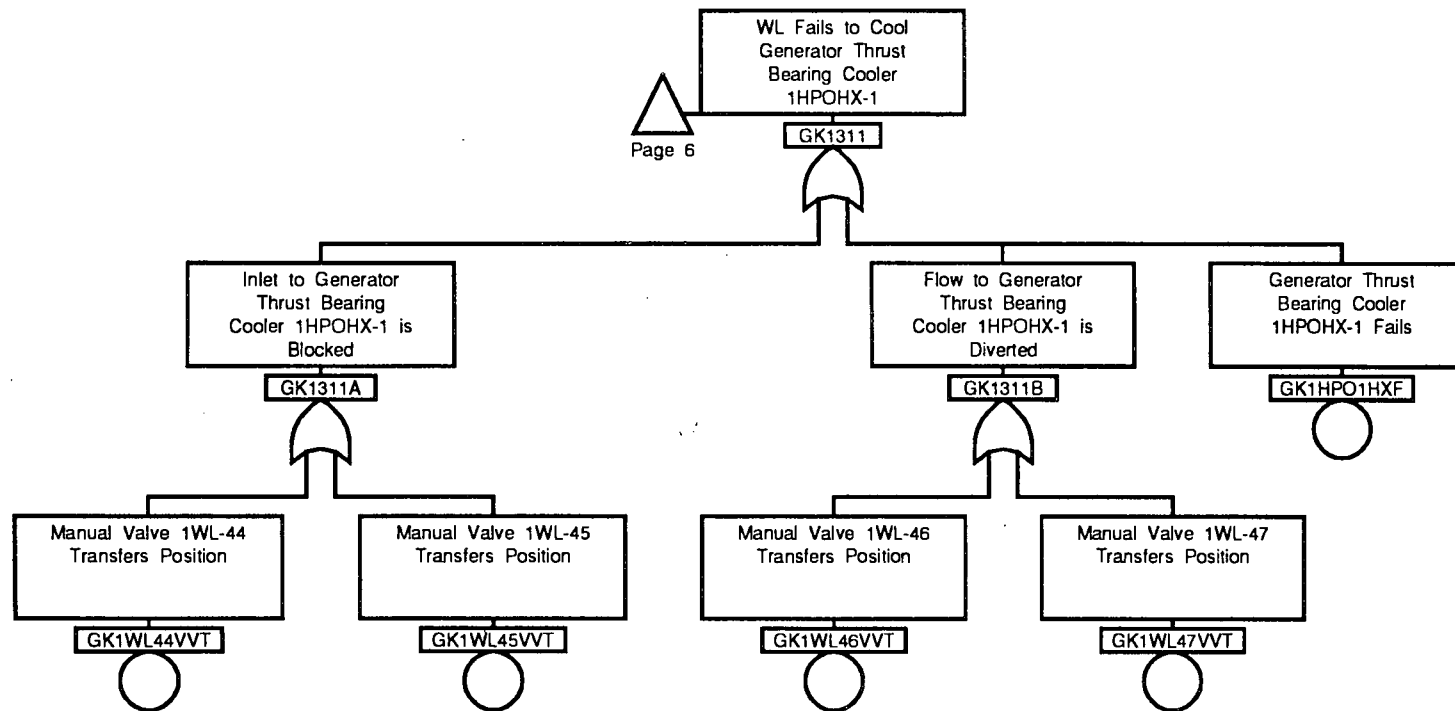 WL Fails to Cool
Generator Thrust
Bearing Cooler
1HPOHX-1
Page 6
GK1311
Inlet to Generator
Thrust Bearing
Cooler 1HPOHX-1 is
Blocked
GK1311A
Flow to Generator
Thrust Bearing
Cooler 1HPOHX-1 is
Diverted
GK1311B
Generator Thrust
Bearing Cooler
1HPOHX-1 Fails
GK1HPO1HXF
Manual Valve 1WL-44
Transfers Position
GK1WL44VVT
Manual Valve 1WL-45
Transfers Position
GK1WL45VVT
Manual Valve 1WL-46
Transfers Position
GK1WL46VVT
Manual Valve 1WL-47
Transfers Position
GK1WL47VVT